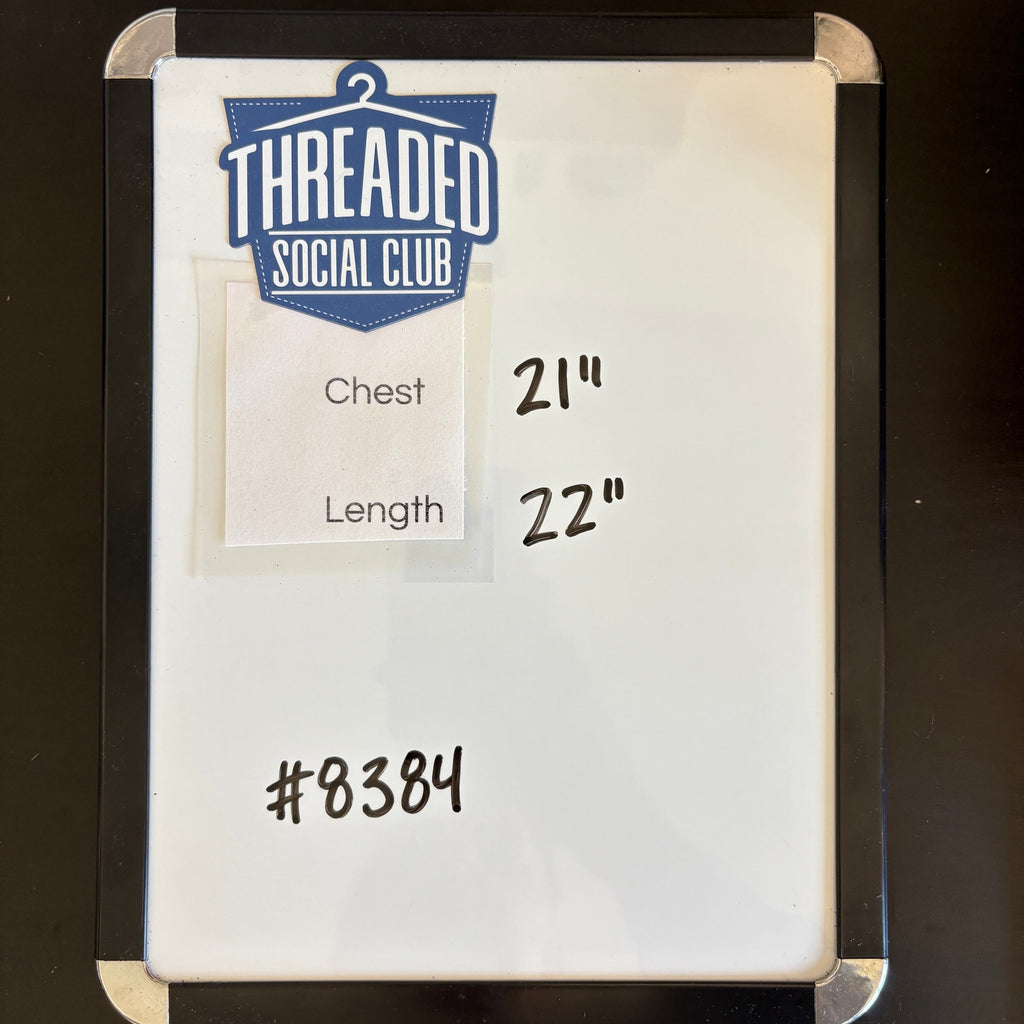 THREADED
SOCIAL CLUB
Chest 21"
Length 22"
#8384